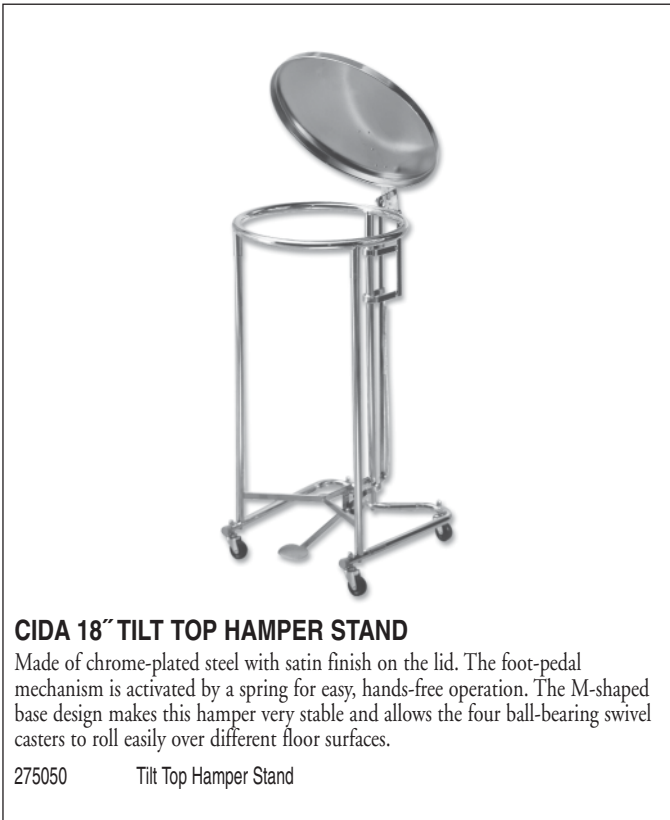 CIDA 18˝ TILT TOP HAMPER STAND
Made of chrome-plated steel with satin finish on the lid. The foot-pedal
mechanism is activated by a spring for easy, hands-free operation. The M-shaped
base design makes this hamper very stable and allows the four ball-bearing swivel
casters to roll easily over different floor surfaces.
275050 Tilt Top Hamper Stand